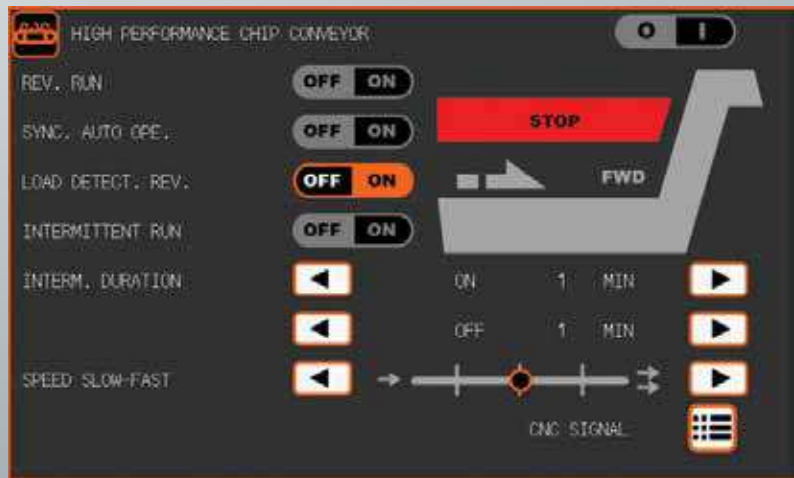 HIGH PERFORMANCE CHIP CONVEYOR O I
REV. RUN OFF ON
SYNC. AUTO OPE. OFF ON STOP
LOAD DETECT. REV. OFF ON FWD
INTERMITTENT RUN OFF ON
INTERM. DURATION ON 1 MIN
OFF 1 MIN
SPEED SLOW-FAST
CNC SIGNAL